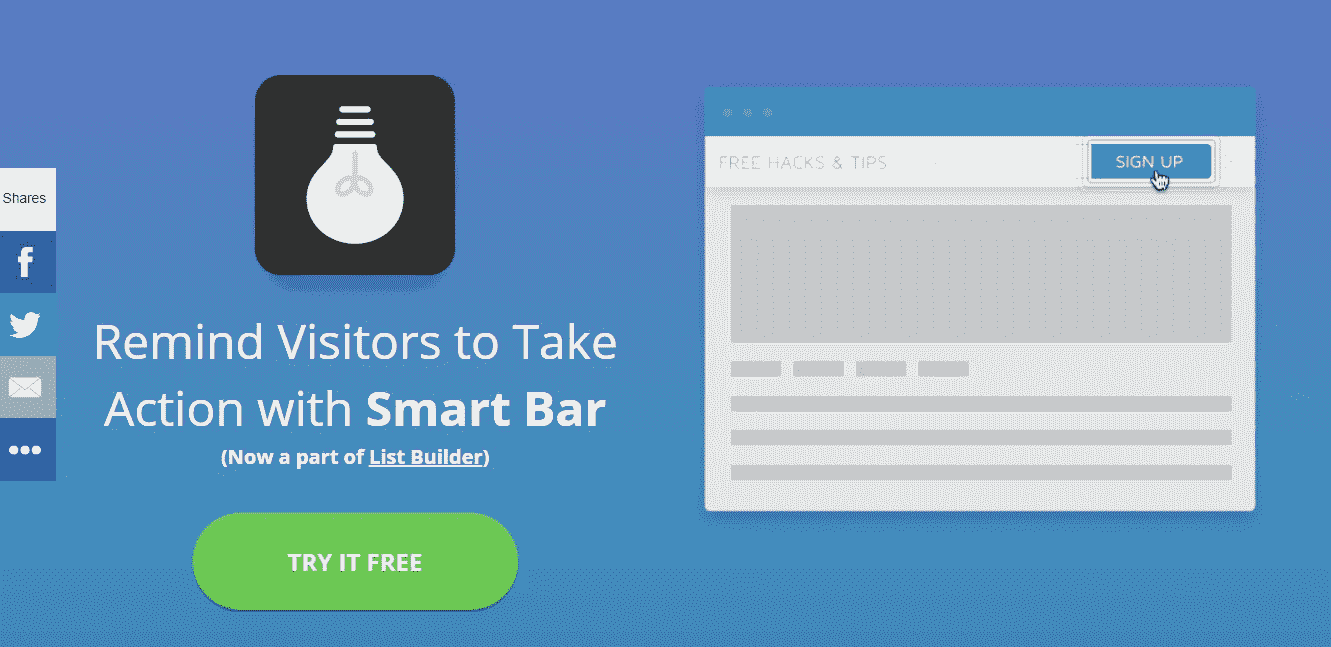 Shares
Remind Visitors to Take
Action with Smart Bar
(Now a part of List Builder)
TRY IT FREE
FREE HACKS & TIPS
SIGN UP